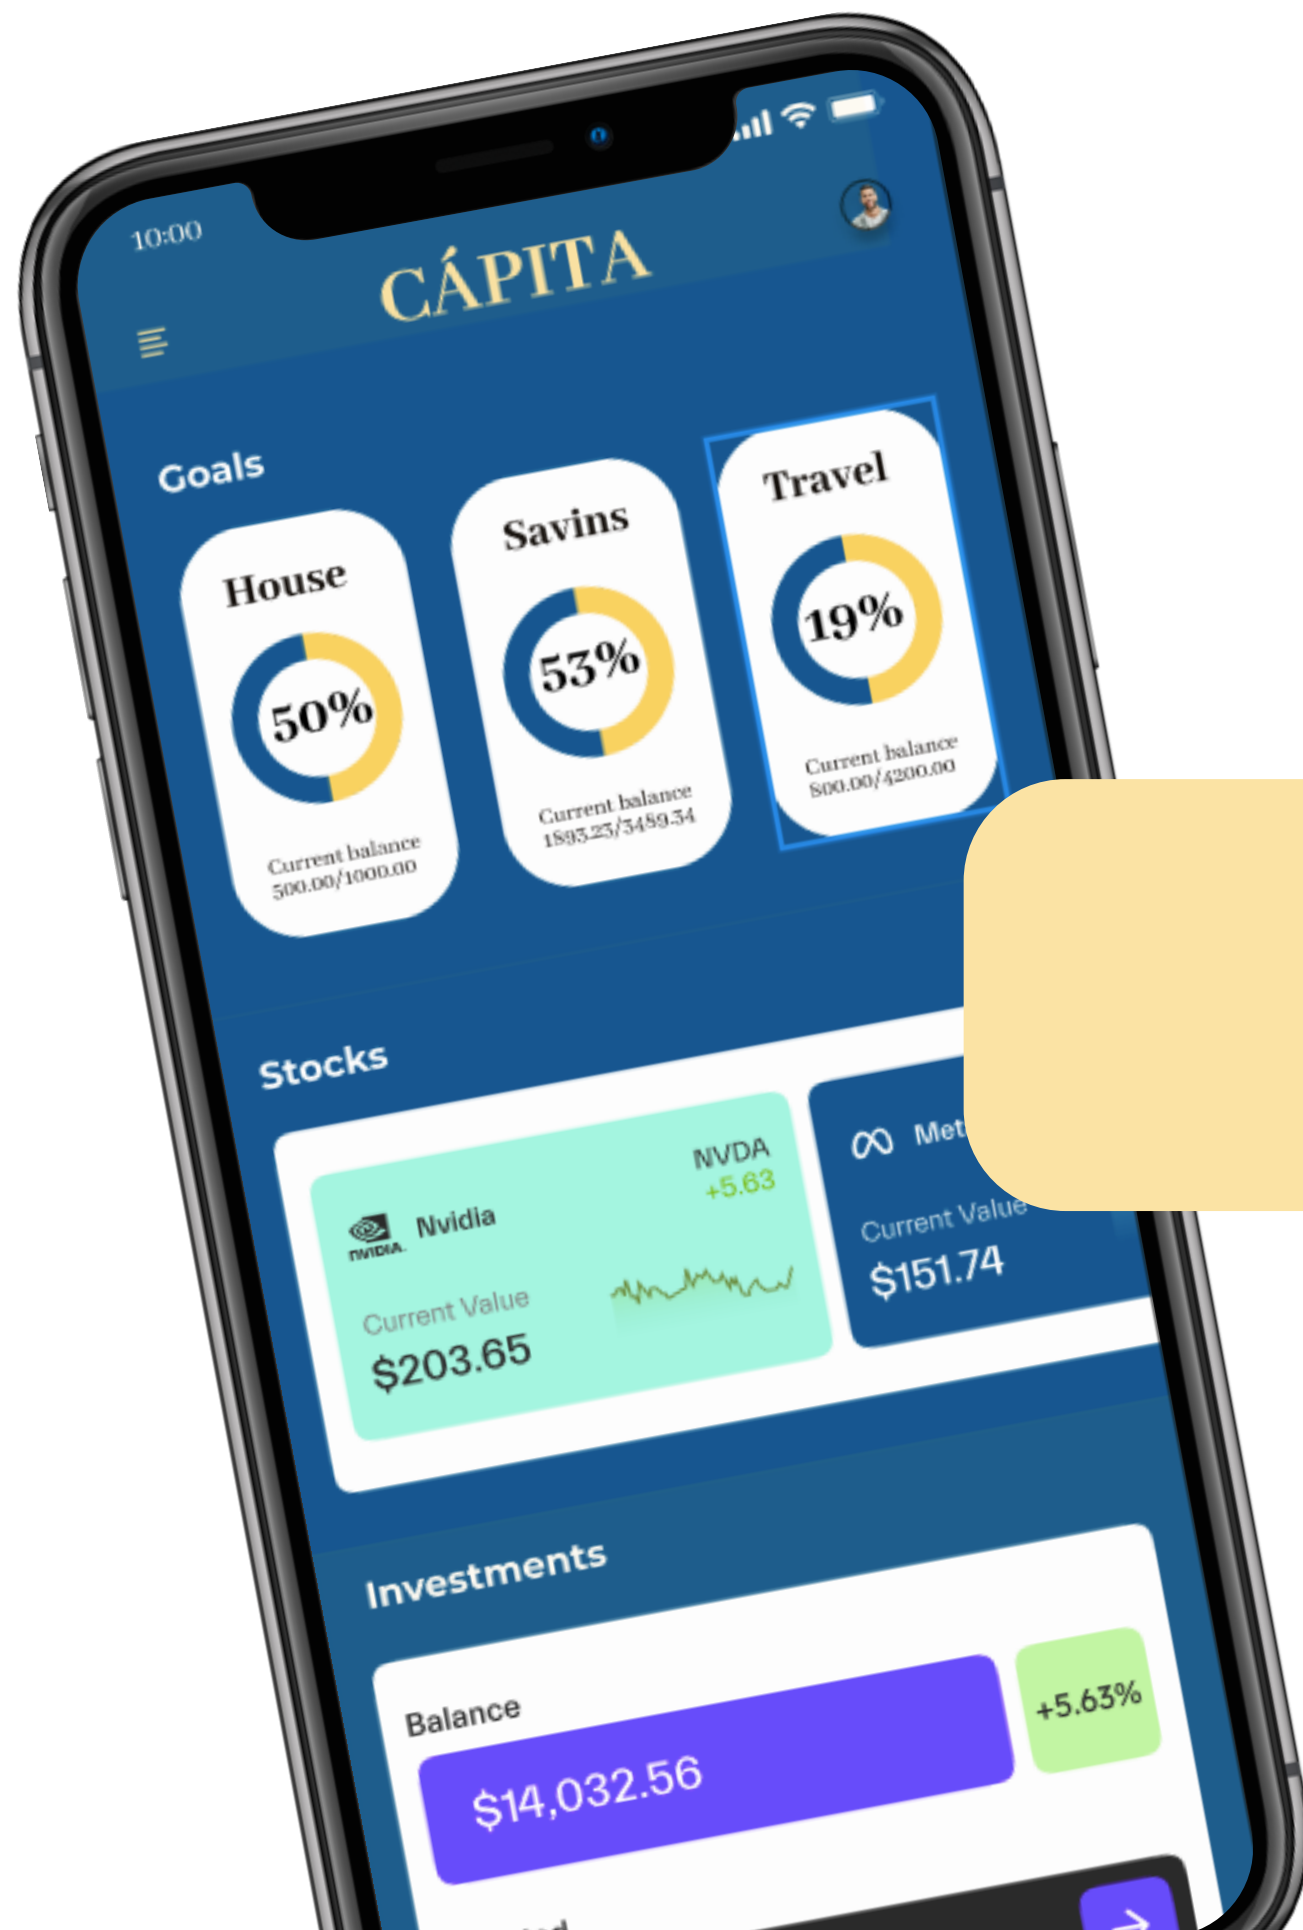 10:00
CÁPITA
Goals
House
50%
Current balance
500.00/1000.00
Savins
53%
Current balance
1893.23/3489.34
Travel
19%
Current balance
800.00/4200.00
Stocks
NVIDIA.
Nvidia
NVDA
+5.63
Current Value
$203.65
Met
Current Value
$151.74
Investments
Balance
$14,032.56
+5.63%